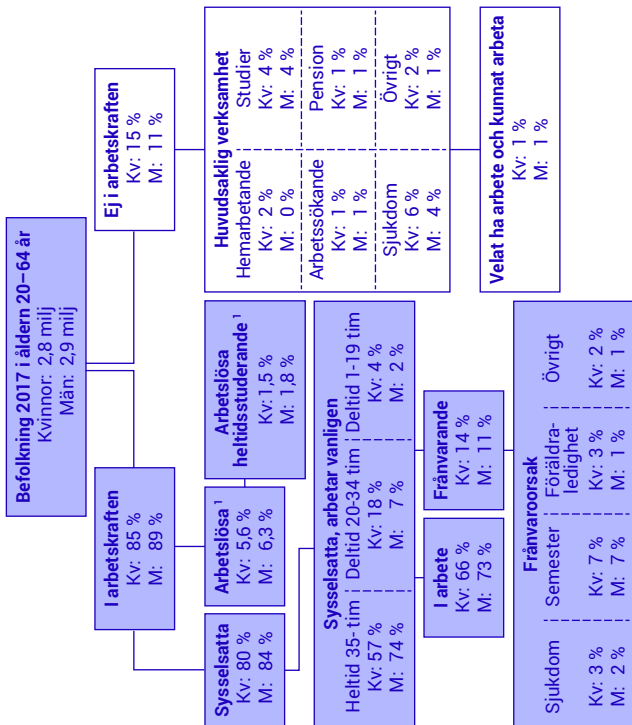 Befolkning 2017 i åldern 20–64 år
Kvinnor: 2,8 milj
Män: 2,9 milj
I arbetskraften
Kv: 85 %
M: 89 %
Ej i arbetskraften
Kv: 15 %
M: 11 %
Sysselsatta
Kv: 80 %
M: 84 %
Arbetslösa ¹
Kv: 5,6 %
M: 6,3 %
Arbetslösa
heltidsstuderande ¹
Kv: 1,5 %
M: 1,8 %
Huvudsaklig verksamhet
Hemarbetande
Kv: 2 %
M: 0 %
Studier
Kv: 4 %
M: 4 %
Arbetssökande
Kv: 1 %
M: 1 %
Pension
Kv: 1 %
M: 1 %
Sjukdom
Kv: 6 %
M: 4 %
Övrigt
Kv: 2 %
M: 1 %
Sysselsatta, arbetar vanligen
Heltid 35- tim
Kv: 57 %
M: 74 %
Deltid 20-34 tim
Kv: 18 %
M: 7 %
Deltid 1-19 tim
Kv: 4 %
M: 2 %
I arbete
Kv: 66 %
M: 73 %
Frånvarande
Kv: 14 %
M: 11 %
Velat ha arbete och kunnat arbeta
Kv: 1 %
M: 1 %
Frånvaroorsak
Sjukdom
Kv: 3 %
M: 2 %
Semester
Kv: 7 %
M: 7 %
Föräldra-
ledighet
Kv: 3 %
M: 1 %
Övrigt
Kv: 2 %
M: 1 %